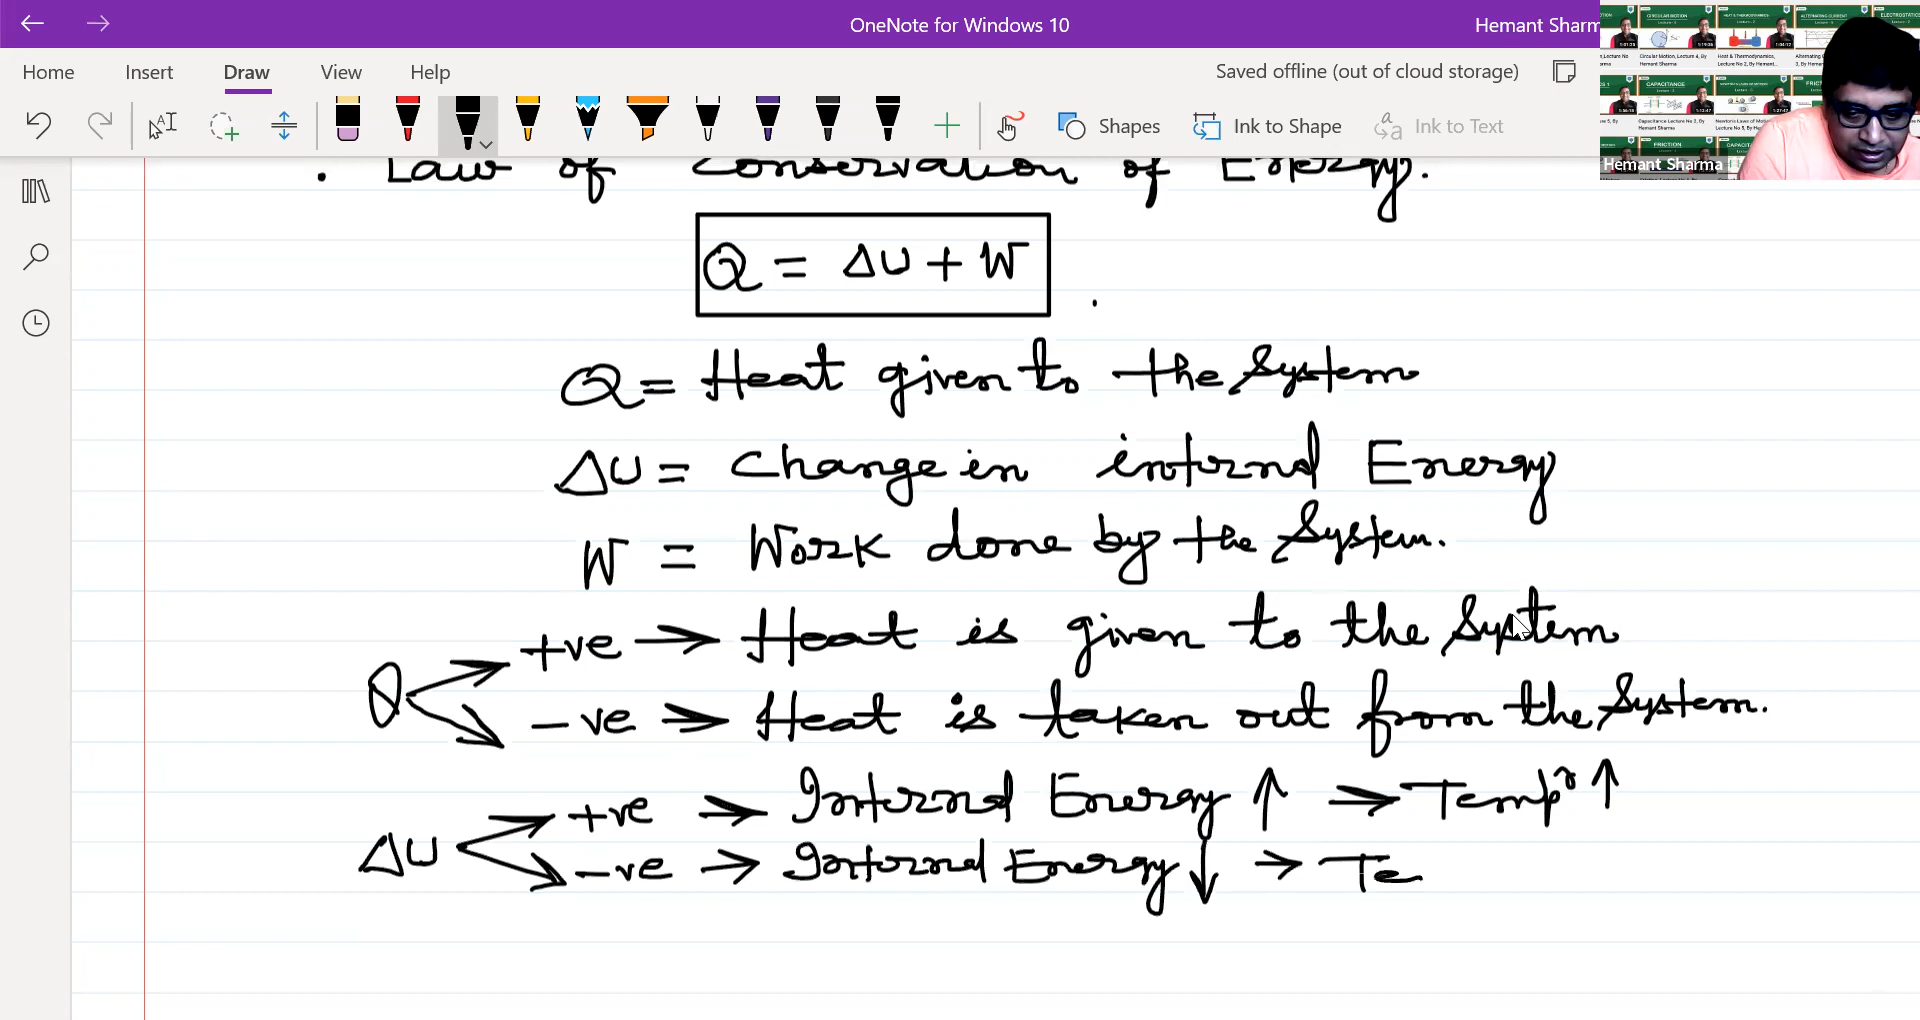 OneNote for Windows 10
Hemant Sharm
Home Insert Draw View Help
Saved offline (out of cloud storage)
Shapes Ink to Shape Ink to Text
Hemant Sharma
. Law of Conservation of Energy.
Q = ΔU + W
Q = Heat given to the System
ΔU = Change in internal Energy
W = Work done by the System.
Q +ve → Heat is given to the System
-ve → Heat is taken out from the System.
ΔU +ve → Internal Energy ↑ → Tempr ↑
-ve → Internal Energy ↓ → Te